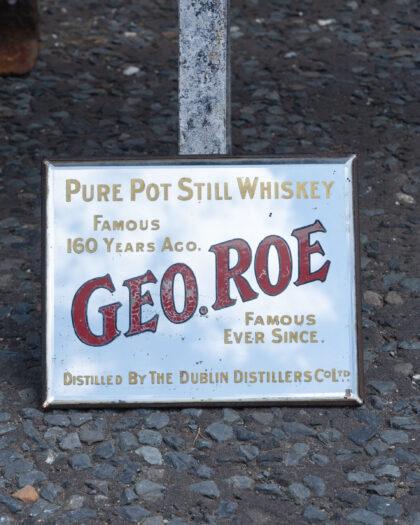 PURE POT STILL WHISKEY
FAMOUS
160 YEARS AGO.
GEO. ROE
FAMOUS
EVER SINCE.
DISTILLED BY THE DUBLIN DISTILLERS CO LTD